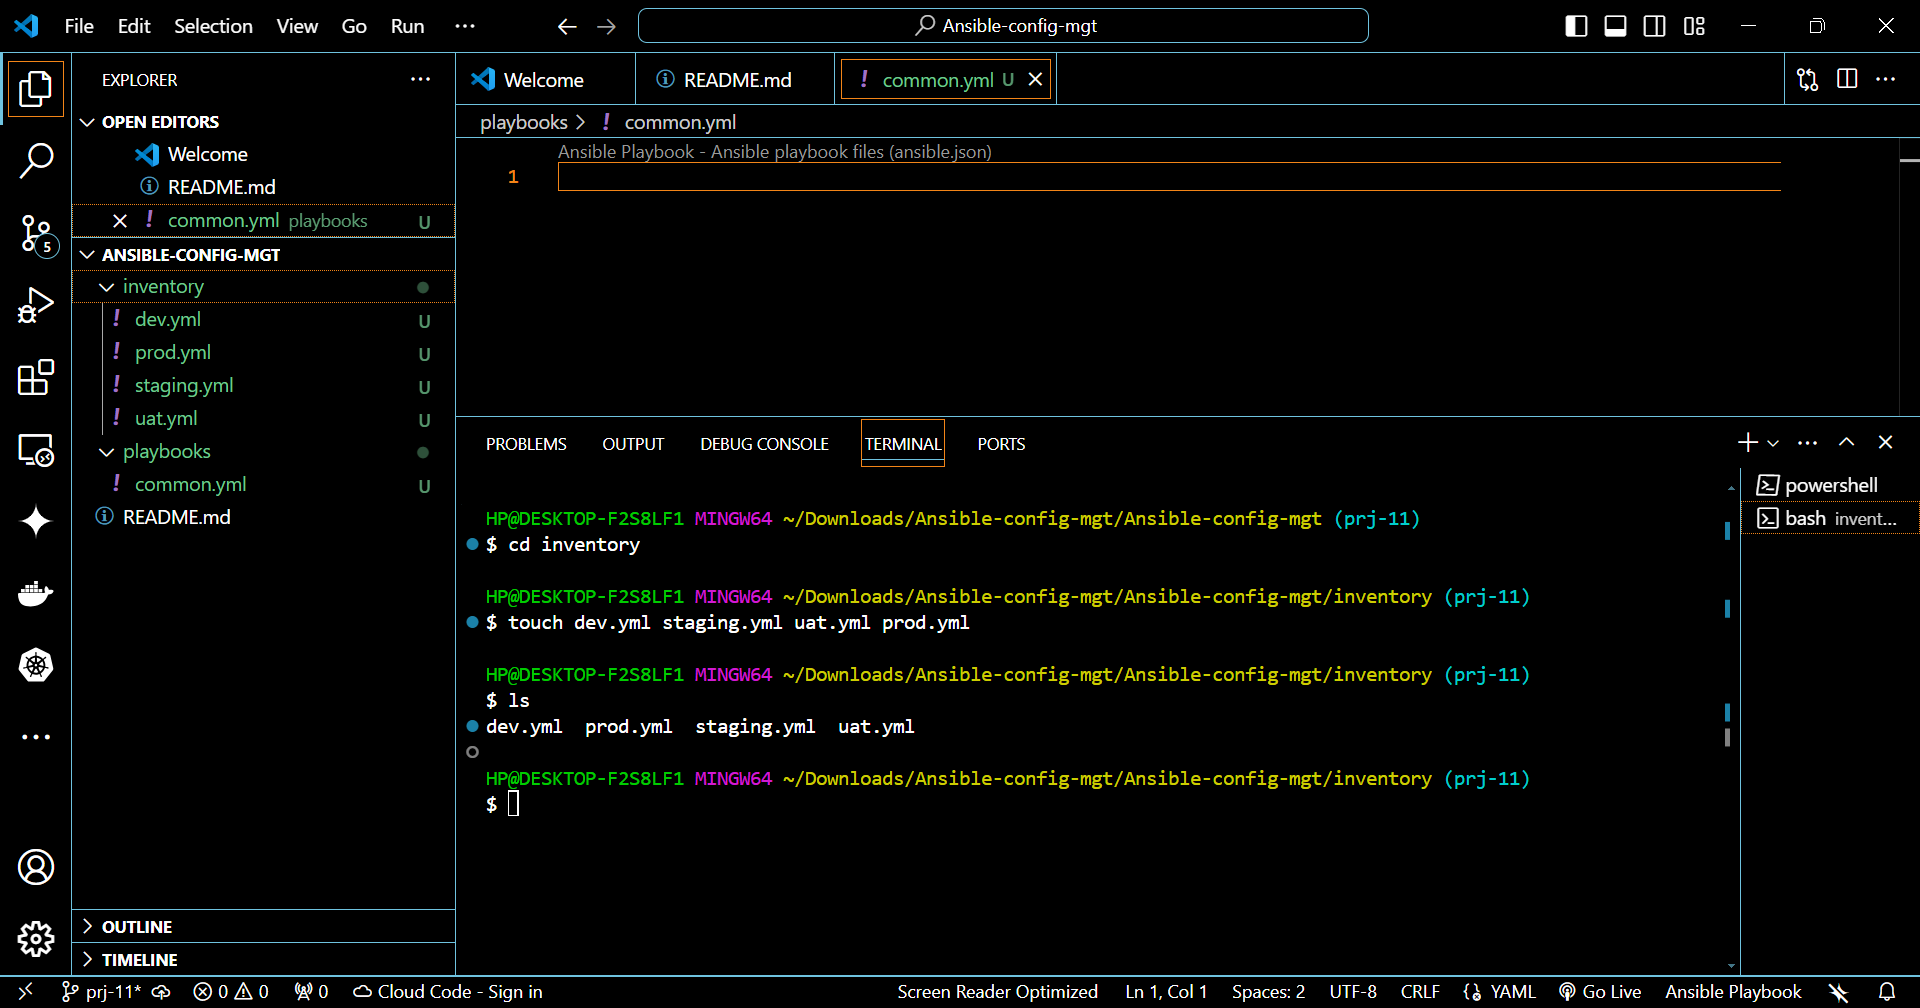 File Edit Selection View Go Run ···
Ansible-config-mgt
EXPLORER
OPEN EDITORS
Welcome
README.md
common.yml playbooks U
ANSIBLE-CONFIG-MGT
inventory
! dev.yml U
! prod.yml U
! staging.yml U
! uat.yml U
playbooks
! common.yml U
README.md
OUTLINE
TIMELINE
5
Welcome
README.md
! common.yml U
playbooks > ! common.yml
Ansible Playbook - Ansible playbook files (ansible.json)
1
PROBLEMS OUTPUT DEBUG CONSOLE TERMINAL PORTS
HP@DESKTOP-F2S8LF1 MINGW64 ~/Downloads/Ansible-config-mgt/Ansible-config-mgt (prj-11)
$ cd inventory
HP@DESKTOP-F2S8LF1 MINGW64 ~/Downloads/Ansible-config-mgt/Ansible-config-mgt/inventory (prj-11)
$ touch dev.yml staging.yml uat.yml prod.yml
HP@DESKTOP-F2S8LF1 MINGW64 ~/Downloads/Ansible-config-mgt/Ansible-config-mgt/inventory (prj-11)
$ ls
dev.yml prod.yml staging.yml uat.yml
HP@DESKTOP-F2S8LF1 MINGW64 ~/Downloads/Ansible-config-mgt/Ansible-config-mgt/inventory (prj-11)
$
powershell
bash invent...
prj-11* 0 0 0 Cloud Code - Sign in Screen Reader Optimized Ln 1, Col 1 Spaces: 2 UTF-8 CRLF YAML Go Live Ansible Playbook